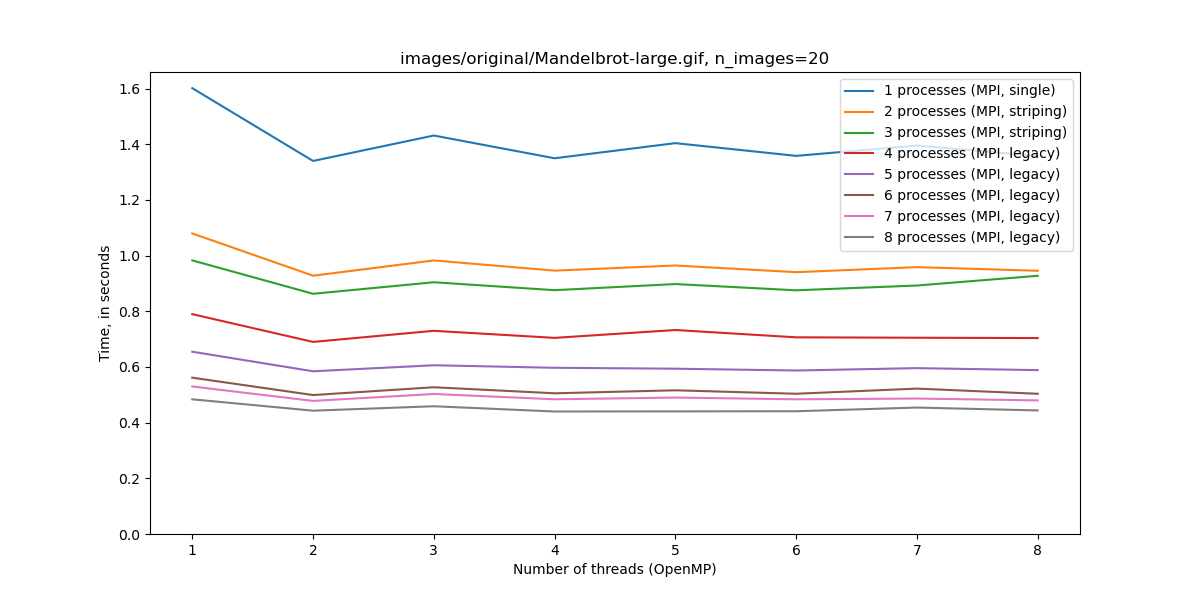 images/original/Mandelbrot-large.gif, n_images=20
1 processes (MPI, single)
2 processes (MPI, striping)
3 processes (MPI, striping)
4 processes (MPI, legacy)
5 processes (MPI, legacy)
6 processes (MPI, legacy)
7 processes (MPI, legacy)
8 processes (MPI, legacy)
Time, in seconds
1.6
1.4
1.2
1.0
0.8
0.6
0.4
0.2
0.0
1 2 3 4 5 6 7 8
Number of threads (OpenMP)